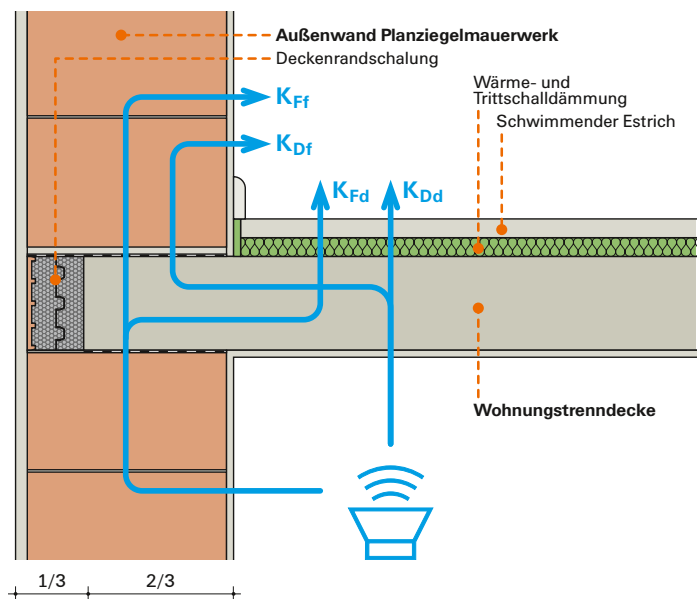 Außenwand Planziegelmauerwerk
Deckenrandschalung
Wärme- und
Trittschalldämmung
Schwimmender Estrich
KFf
KDf
KFd KDd
Wohnungstrenndecke
1/3 2/3